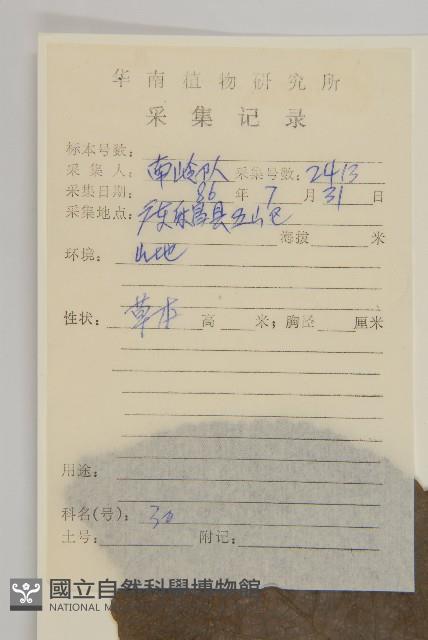 华南植物研究所
采集记录
标本号数:
采集人: 南岭队 采集号数: 2413
采集日期: 86 年 7 月 31 日
采集地点: 广东乐昌县五山
海拔 米
环境: 山地
性状: 草本 高 米; 胸径 厘米
用途:
科名(号):
土号: 附记:
國立自然科學博物館
NATIONAL M